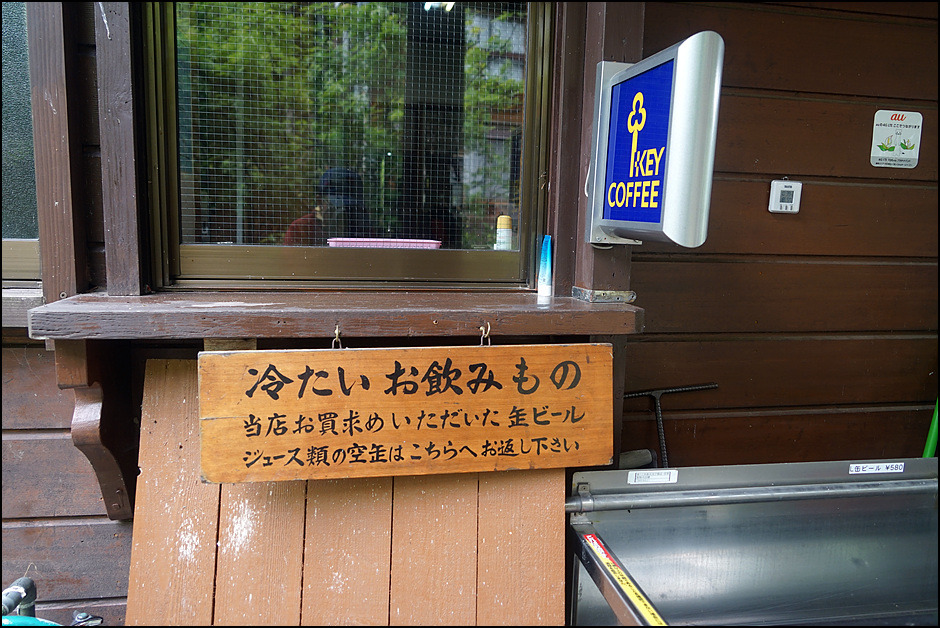 KEY
COFFEE
au
冷たいお飲みもの
当店お買求めいただいた缶ビール
ジュース類の空缶はこちらへお返し下さい
L缶ビール ¥580